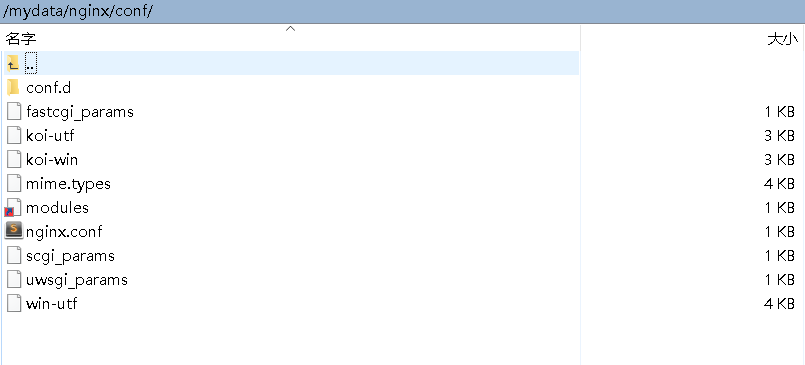 /mydata/nginx/conf/
名字 大小
..
conf.d
fastcgi_params 1 KB
koi-utf 3 KB
koi-win 3 KB
mime.types 4 KB
modules 1 KB
nginx.conf 1 KB
scgi_params 1 KB
uwsgi_params 1 KB
win-utf 4 KB